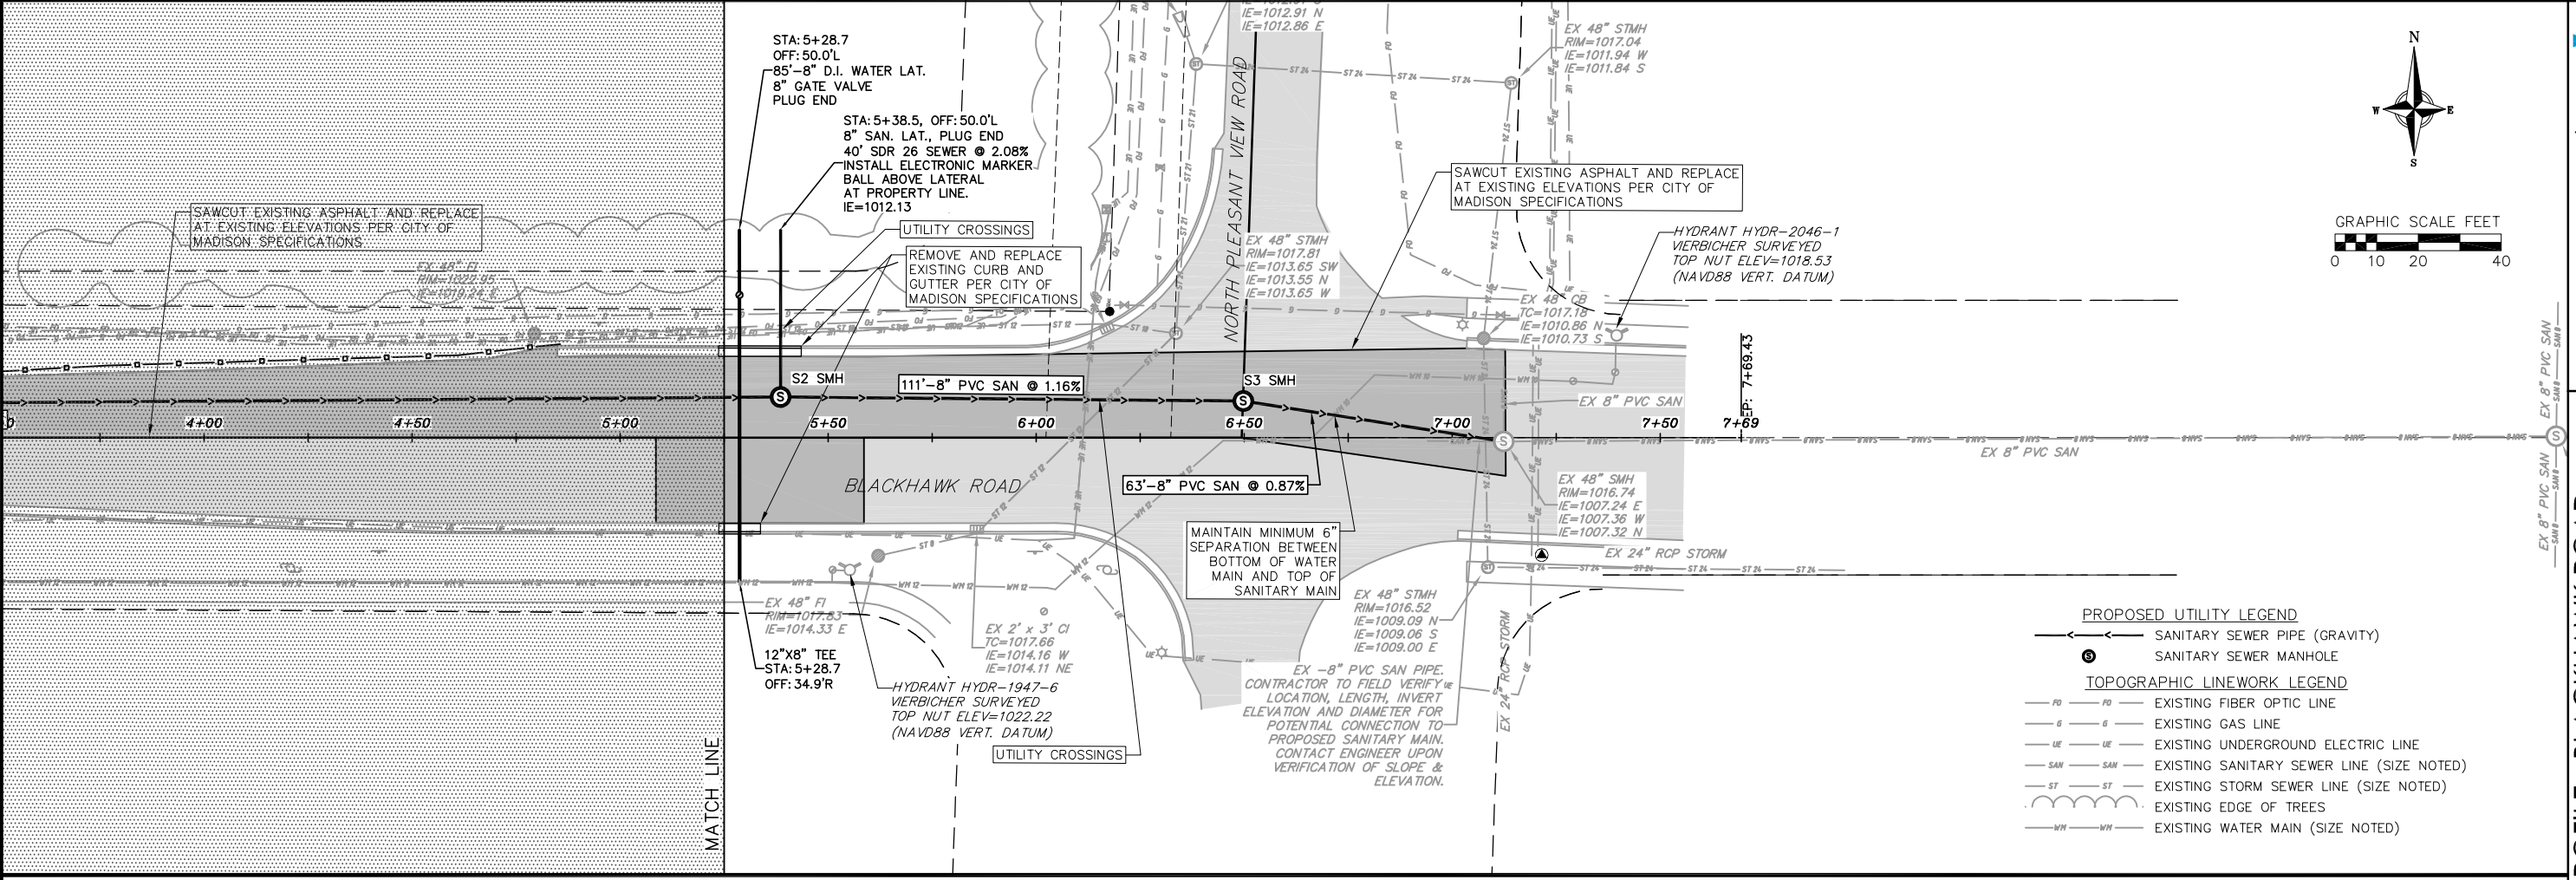 STA: 5+28.7
OFF: 50.0'L
85'-8" D.I. WATER LAT.
8" GATE VALVE
PLUG END
STA: 5+38.5, OFF: 50.0'L
8" SAN. LAT., PLUG END
40' SDR 26 SEWER @ 2.08%
INSTALL ELECTRONIC MARKER
BALL ABOVE LATERAL
AT PROPERTY LINE.
IE=1012.13
IE=1012.91 N
IE=1012.86 E
NORTH PLEASANT VIEW ROAD
EX 48" STMH
RIM=1017.04
IE=1011.94 W
IE=1011.84 S
N
W
E
S
GRAPHIC SCALE FEET
0 10 20 40
SAWCUT EXISTING ASPHALT AND REPLACE
AT EXISTING ELEVATIONS PER CITY OF
MADISON SPECIFICATIONS
EX 48" FI
RIM=1022.95
IE=1019.24 E
UTILITY CROSSINGS
REMOVE AND REPLACE
EXISTING CURB AND
GUTTER PER CITY OF
MADISON SPECIFICATIONS
EX 48" STMH
RIM=1017.81
IE=1013.65 SW
IE=1013.55 N
IE=1013.65 W
SAWCUT EXISTING ASPHALT AND REPLACE
AT EXISTING ELEVATIONS PER CITY OF
MADISON SPECIFICATIONS
HYDRANT HYDR-2046-1
VIERBICHER SURVEYED
TOP NUT ELEV=1018.53
(NAVD88 VERT. DATUM)
EX 48" CB
TC=1017.18
IE=1010.86 N
IE=1010.73 S
S2 SMH
111'-8" PVC SAN @ 1.16%
S3 SMH
EX 8" PVC SAN
EP: 7+69.43
4+00
4+50
5+00
5+50
6+00
6+50
7+00
7+50
7+69
EX 8" PVC SAN
EX 8" PVC SAN
EX 8" PVC SAN
BLACKHAWK ROAD
63'-8" PVC SAN @ 0.87%
EX 48" SMH
RIM=1016.74
IE=1007.24 E
IE=1007.36 W
IE=1007.32 N
MAINTAIN MINIMUM 6"
SEPARATION BETWEEN
BOTTOM OF WATER
MAIN AND TOP OF
SANITARY MAIN
EX 24" RCP STORM
EX 48" FI
RIM=1017.83
IE=1014.33 E
12"X8" TEE
STA: 5+28.7
OFF: 34.9'R
EX 2' x 3' CI
TC=1017.66
IE=1014.16 W
IE=1014.11 NE
HYDRANT HYDR-1947-6
VIERBICHER SURVEYED
TOP NUT ELEV=1022.22
(NAVD88 VERT. DATUM)
UTILITY CROSSINGS
EX 48" STMH
RIM=1016.52
IE=1009.09 N
IE=1009.06 S
IE=1009.00 E
EX -8" PVC SAN PIPE.
CONTRACTOR TO FIELD VERIFY
LOCATION, LENGTH, INVERT
ELEVATION AND DIAMETER FOR
POTENTIAL CONNECTION TO
PROPOSED SANITARY MAIN.
CONTACT ENGINEER UPON
VERIFICATION OF SLOPE &
ELEVATION.
EX 24" RCP STORM
MATCH LINE
PROPOSED UTILITY LEGEND
SANITARY SEWER PIPE (GRAVITY)
S SANITARY SEWER MANHOLE
TOPOGRAPHIC LINEWORK LEGEND
FO FO EXISTING FIBER OPTIC LINE
G G EXISTING GAS LINE
UE UE EXISTING UNDERGROUND ELECTRIC LINE
SAN SAN EXISTING SANITARY SEWER LINE (SIZE NOTED)
ST ST EXISTING STORM SEWER LINE (SIZE NOTED)
EXISTING EDGE OF TREES
WM WM EXISTING WATER MAIN (SIZE NOTED)